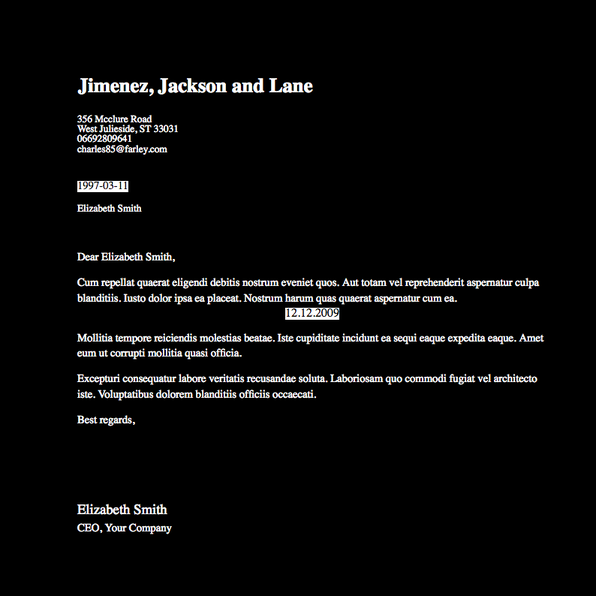 Jimenez, Jackson and Lane
356 Mcclure Road
West Julieside, ST 33031
06692809641
charles85@farley.com
1997-03-11
Elizabeth Smith
Dear Elizabeth Smith,
Cum repellat quaerat eligendi debitis nostrum eveniet quos. Aut totam vel reprehenderit aspernatur culpa
blanditiis. Iusto dolor ipsa ea placeat. Nostrum harum quas quaerat aspernatur cum ea.
12.12.2009
Mollitia tempore reiciendis molestias beatae. Iste cupiditate incidunt ea sequi eaque expedita eaque. Amet
eum ut corrupti mollitia quasi officia.
Excepturi consequatur labore veritatis recusandae soluta. Laboriosam quo commodi fugiat vel architecto
iste. Voluptatibus dolorem blanditiis officiis occaecati.
Best regards,
Elizabeth Smith
CEO, Your Company